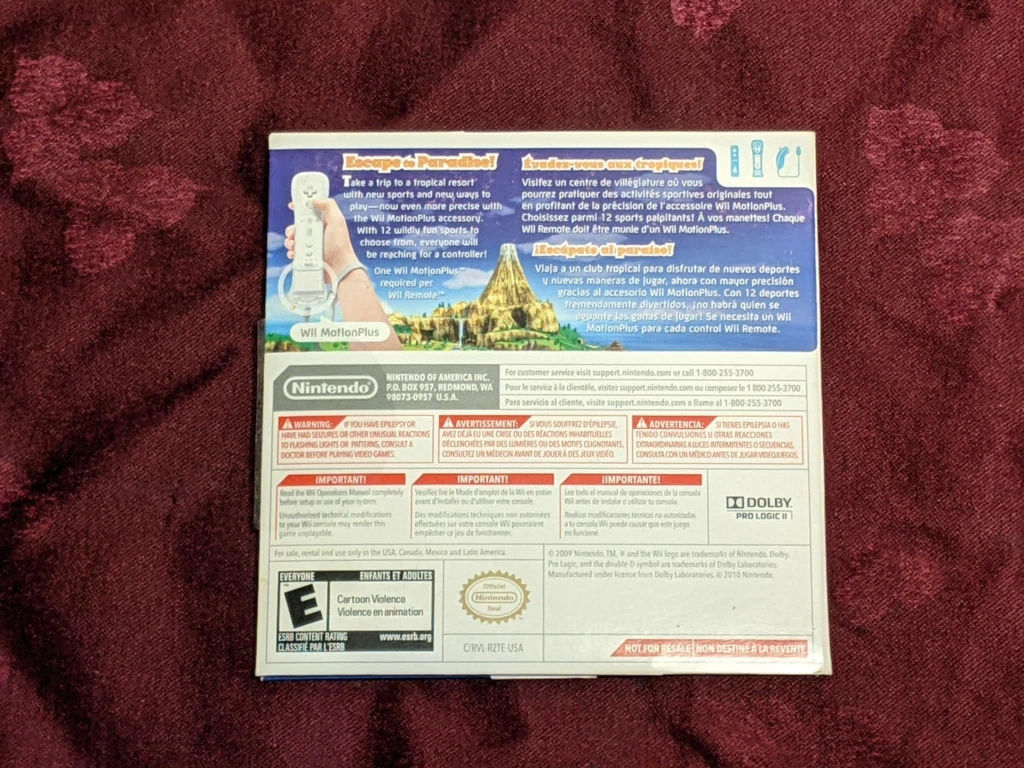 Escape to Paradise!
Take a trip to a tropical resort
with new sports and new ways to
play—now even more precise with
the Wii MotionPlus accessory.
With 12 wildly fun sports to
choose from, everyone will
be reaching for a controller!
One Wii MotionPlus™
required per
Wii Remote™.
Wii MotionPlus
Évadez-vous aux tropiques!
Visitez un centre de villégiature où vous
pourrez pratiquer des activités sportives originales tout
en profitant de la précision de l'accessoire Wii MotionPlus.
Choisissez parmi 12 sports palpitants! À vos manettes! Chaque
Wii Remote doit être munie d'un Wii MotionPlus.
¡Escápate al paraíso!
Viaja a un club tropical para disfrutar de nuevos deportes
y nuevas maneras de jugar, ahora con mayor precisión
gracias al accesorio Wii MotionPlus. Con 12 deportes
tremendamente divertidos, ¡no habrá quien se
aguante las ganas de jugar! Se necesita un Wii
MotionPlus para cada control Wii Remote.
Nintendo®
NINTENDO OF AMERICA INC.
P.O. BOX 957, REDMOND, WA
98073-0957 U.S.A.
For customer service visit support.nintendo.com or call 1-800-255-3700
Pour le service à la clientèle, visitez support.nintendo.com ou composez le 1 800 255-3700
Para servicio al cliente, visite support.nintendo.com o llame al 1-800-255-3700
WARNING: IF YOU HAVE EPILEPSY OR
HAVE HAD SEIZURES OR OTHER UNUSUAL REACTIONS
TO FLASHING LIGHTS OR PATTERNS, CONSULT A
DOCTOR BEFORE PLAYING VIDEO GAMES.
AVERTISSEMENT: SI VOUS SOUFFREZ D'ÉPILEPSIE,
AVEZ DÉJÀ EU UNE CRISE OU DES RÉACTIONS INHABITUELLES
DÉCLENCHÉES PAR DES LUMIÈRES OU DES MOTIFS CLIGNOTANTS,
CONSULTEZ UN MÉDECIN AVANT DE JOUER À DES JEUX VIDÉO.
ADVERTENCIA: SI TIENES EPILEPSIA O HAS
TENIDO CONVULSIONES U OTRAS REACCIONES
EXTRAORDINARIAS A LUCES INTERMITENTES O SECUENCIAS,
CONSULTA CON UN MÉDICO ANTES DE JUGAR VIDEOJUEGOS.
IMPORTANT!
Read the Wii Operations Manual completely
before setup or use of your system.
Unauthorized technical modifications
to your Wii console may render this
game unplayable.
IMPORTANT!
Veuillez lire le Mode d'emploi de la Wii en entier
avant d'installer ou d'utiliser votre console.
Des modifications techniques non autorisées
effectuées sur votre console Wii pourraient
empêcher ce jeu de fonctionner.
¡IMPORTANTE!
Lee todo el manual de operaciones de la consola
Wii antes de instalar o utilizar tu consola.
Realizar modificaciones técnicas no autorizadas
a tu consola Wii puede causar que este juego
no funcione.
DOLBY
PRO LOGIC II
For sale, rental and use only in the USA, Canada, Mexico and Latin America.
© 2009 Nintendo. TM, ® and the Wii logo are trademarks of Nintendo. Dolby,
Pro Logic, and the double-D symbol are trademarks of Dolby Laboratories.
Manufactured under license from Dolby Laboratories. © 2010 Nintendo.
EVERYONE ENFANTS ET ADULTES
E
Cartoon Violence
Violence en animation
ESRB CONTENT RATING www.esrb.org
CLASSIFIÉ PAR L'ESRB
Official
Nintendo
Seal
C/RVL-RZTE-USA
NOT FOR RESALE NON DESTINÉ À LA REVENTE